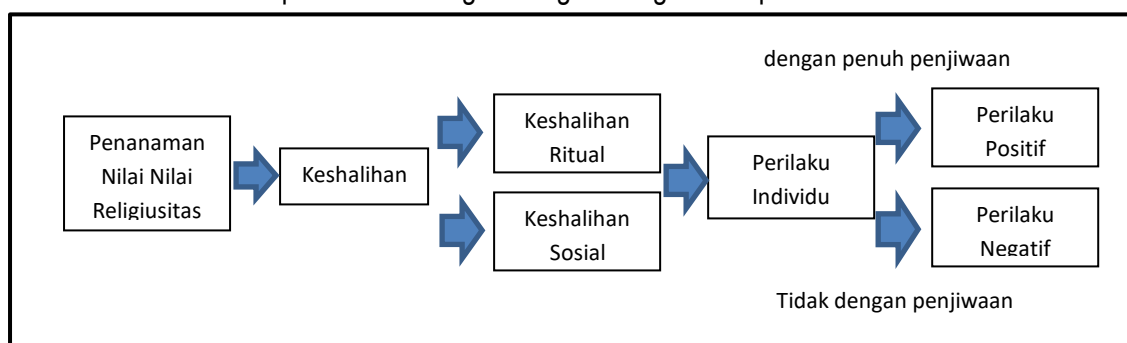 dengan penuh penjiwaan
Penanaman
Nilai Nilai
Religiusitas
Keshalihan
Keshalihan
Ritual
Keshalihan
Sosial
Perilaku
Individu
Perilaku
Positif
Perilaku
Negatif
Tidak dengan penjiwaan